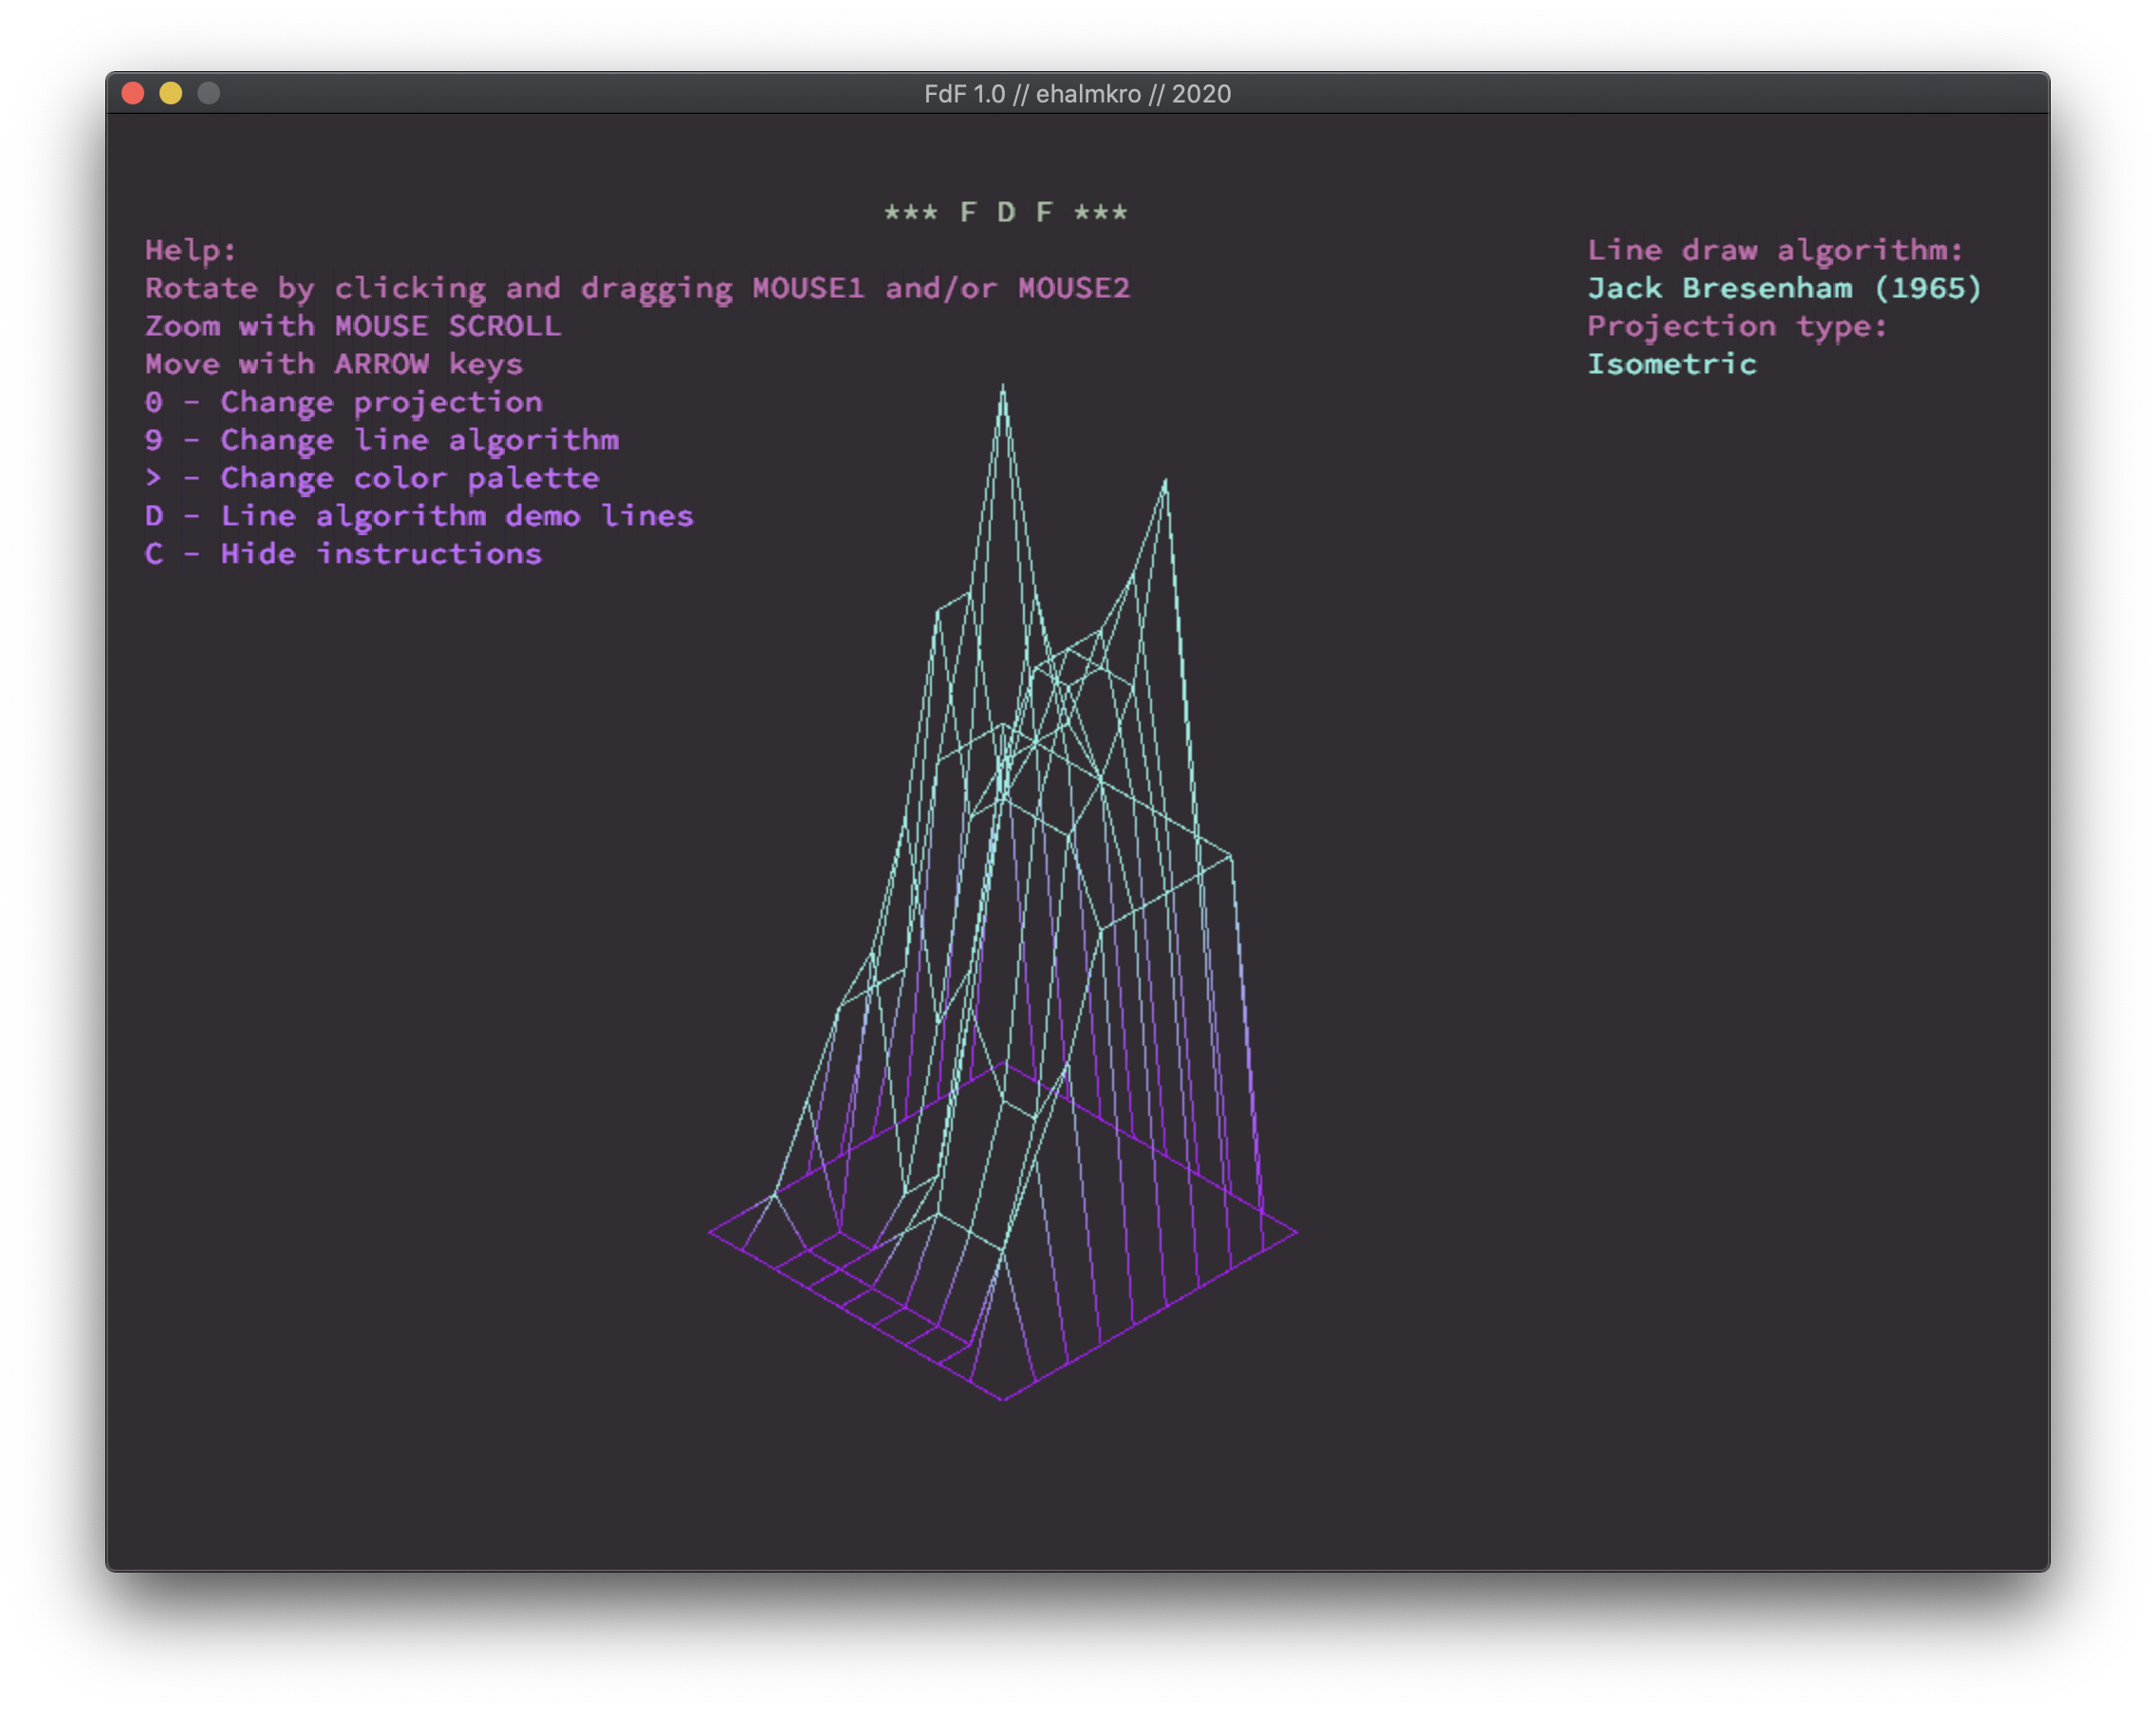 FdF 1.0 // ehalmkro // 2020
*** F D F ***
Help:
Rotate by clicking and dragging MOUSE1 and/or MOUSE2
Zoom with MOUSE SCROLL
Move with ARROW keys
0 - Change projection
9 - Change line algorithm
> - Change color palette
D - Line algorithm demo lines
C - Hide instructions
Line draw algorithm:
Jack Bresenham (1965)
Projection type:
Isometric